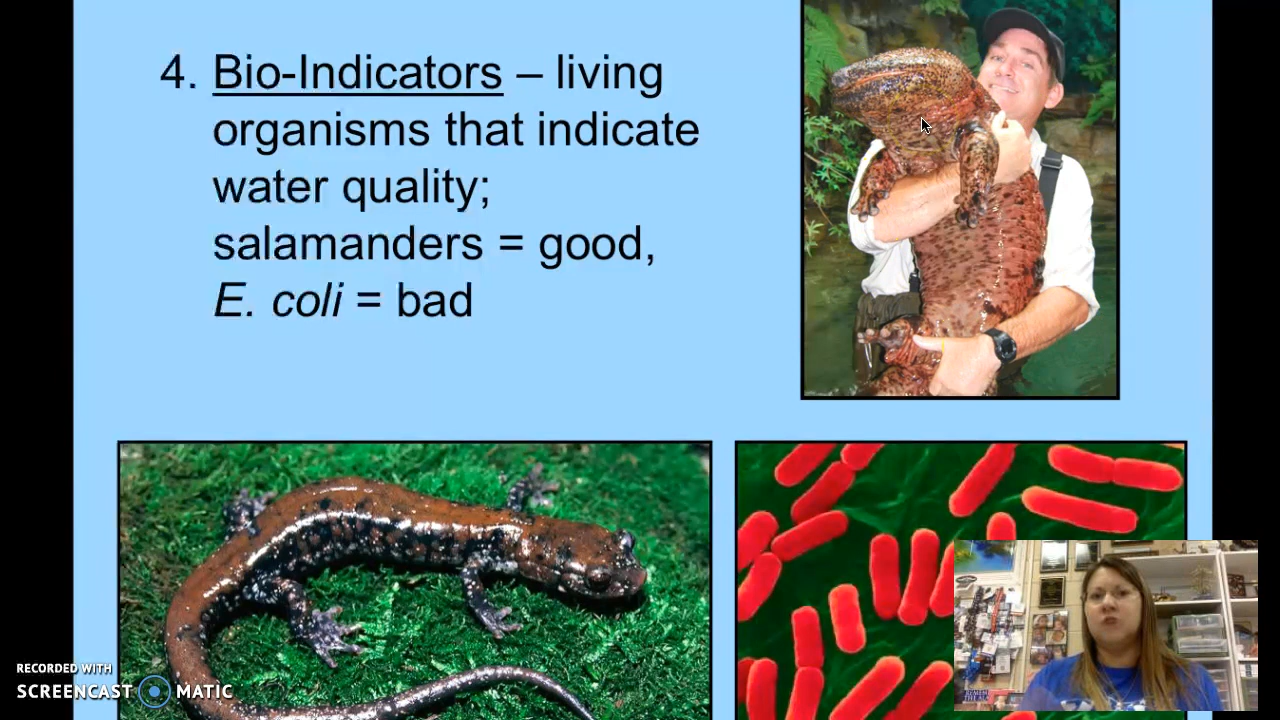 4. Bio-Indicators – living
organisms that indicate
water quality;
salamanders = good,
E. coli = bad
RECORDED WITH
SCREENCAST MATIC